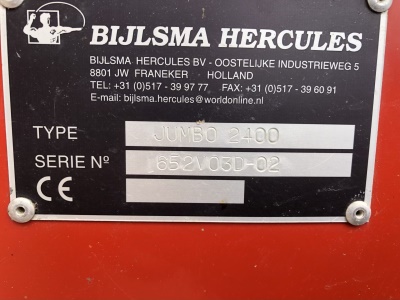 BIJLSMA HERCULES
BIJLSMA HERCULES BV - OOSTELIJKE INDUSTRIEWEG 5
8801 JW FRANEKER - HOLLAND
TEL: +31 (0)517 - 39 97 77 FAX: +31 (0)517 - 39 60 91
E-mail: bijlsma.hercules@worldonline.nl
TYPE JUMBO 2400
SERIE Nº 652V03D-02
CE